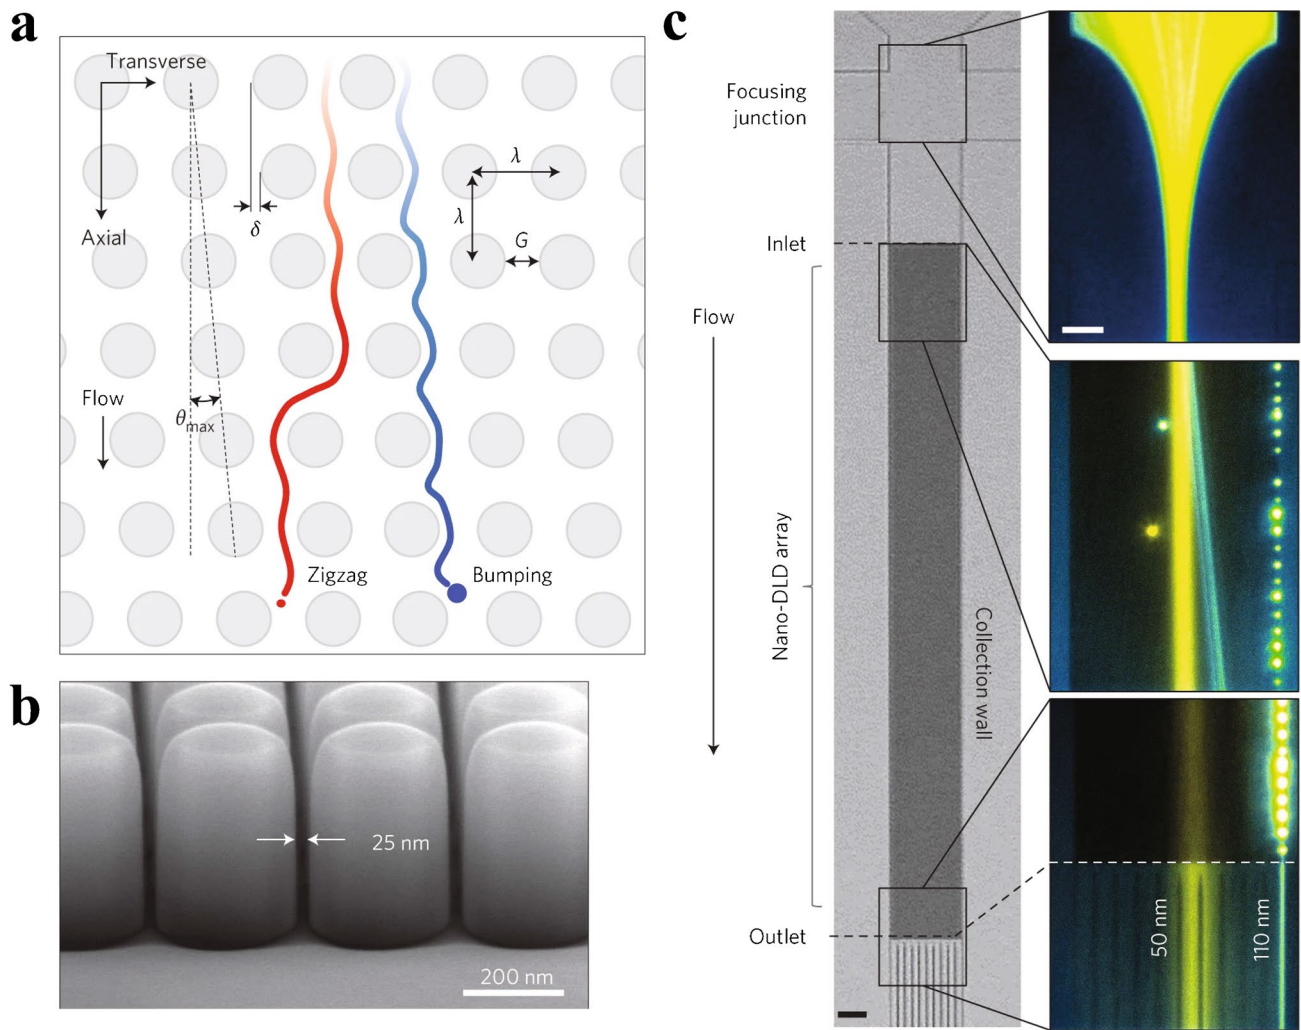 a
Transverse
Axial
δ
λ
λ
G
Flow
θmax
Zigzag
Bumping
b
25 nm
200 nm
c
Focusing
junction
Inlet
Flow
Nano-DLD array
Collection wall
Outlet
50 nm
110 nm